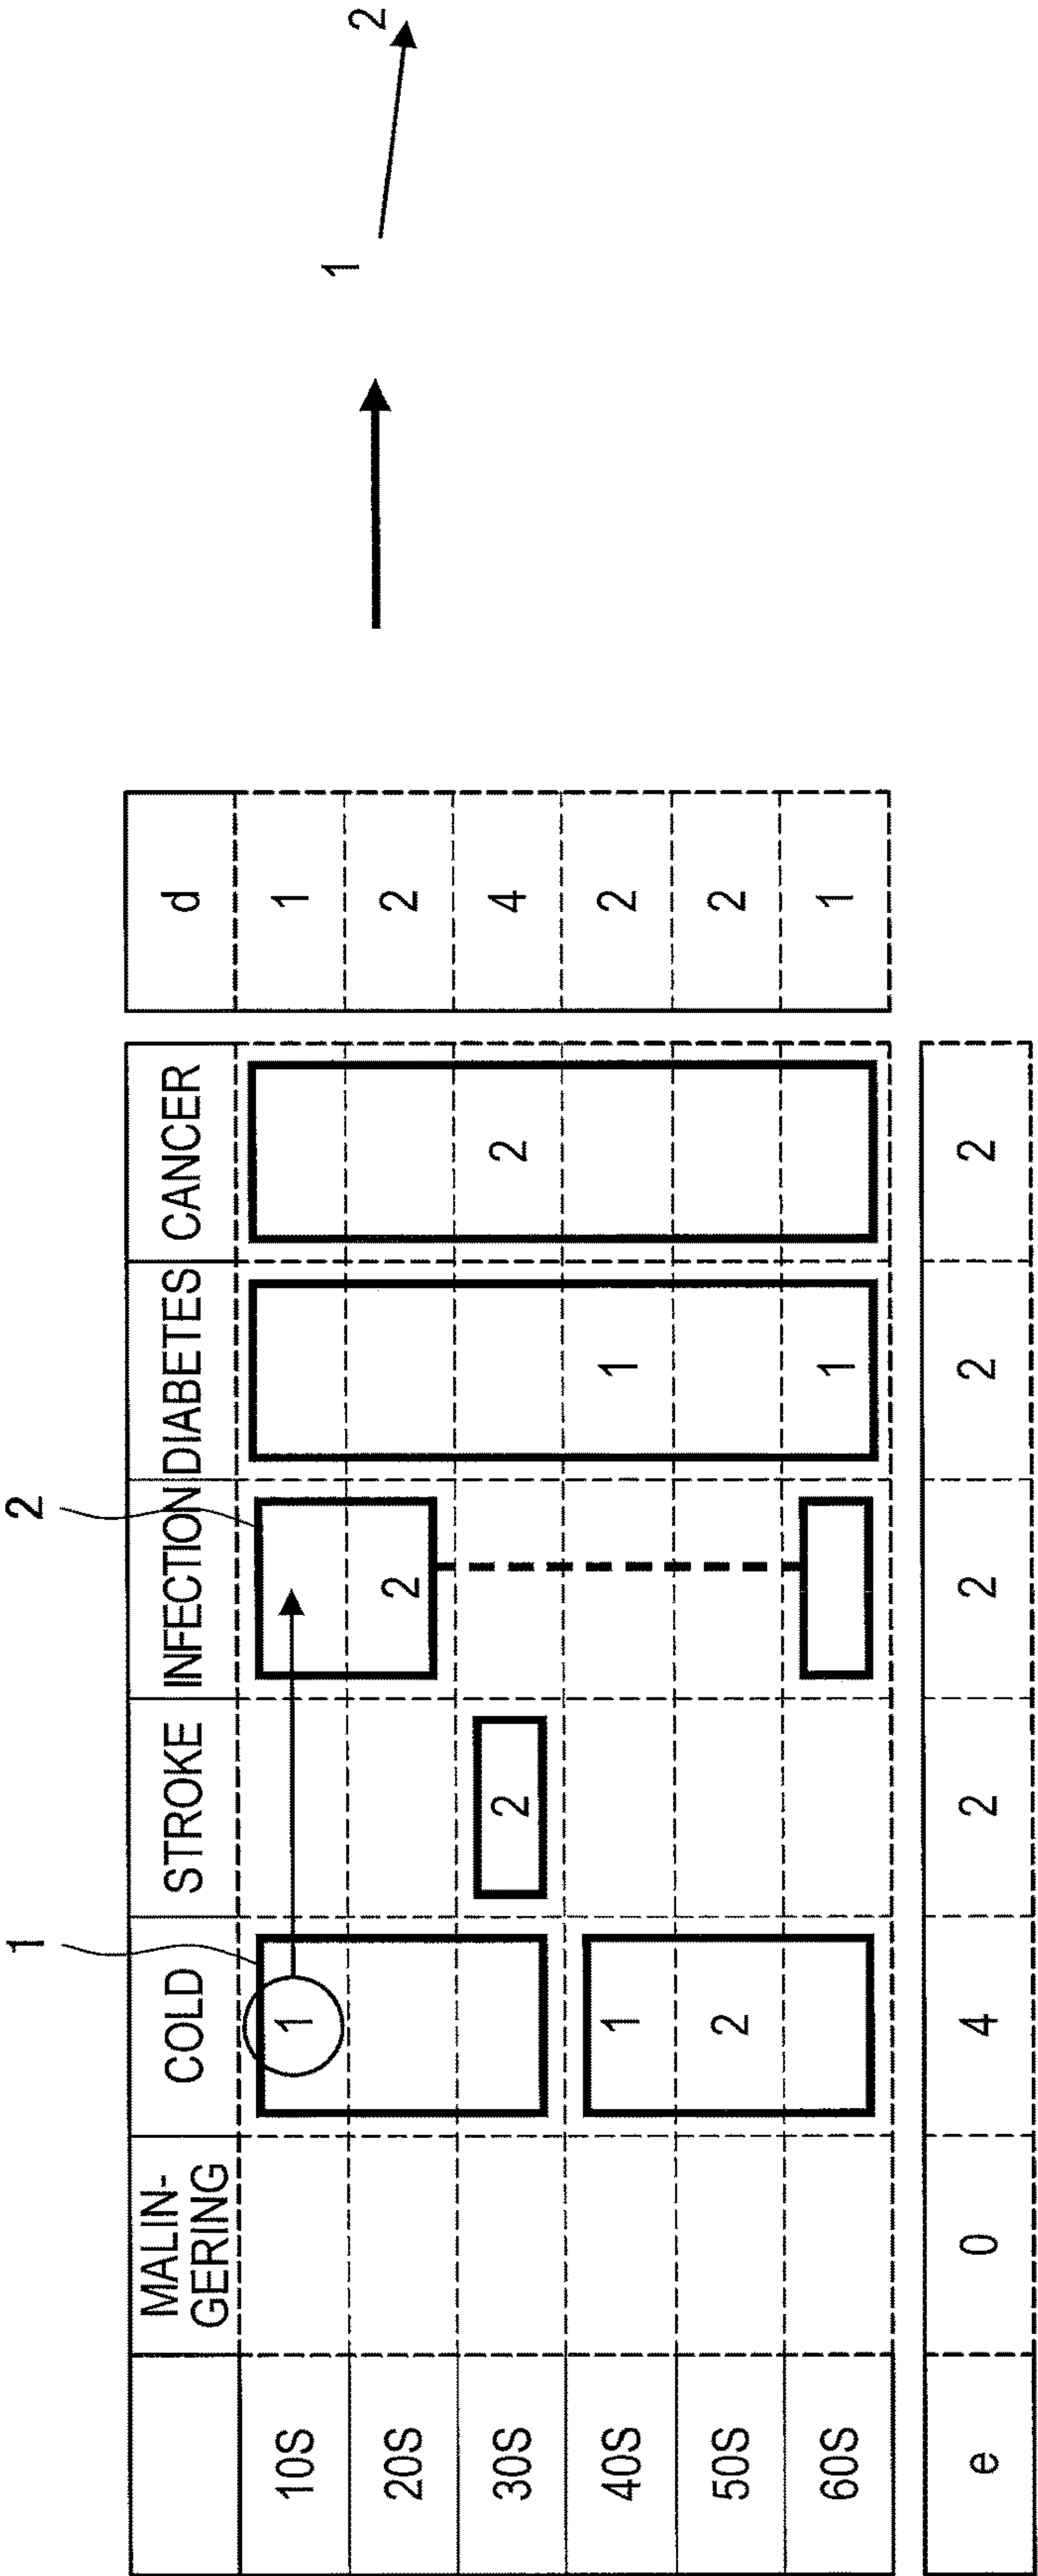 1 2
MALIN- COLD STROKE INFECTION DIABETES CANCER d
GERING
10S 1 1
20S 2 2
30S 2 2 4
40S 1 1 2
50S 2 2
60S 1 1
e 0 4 2 2 2 2
1 2